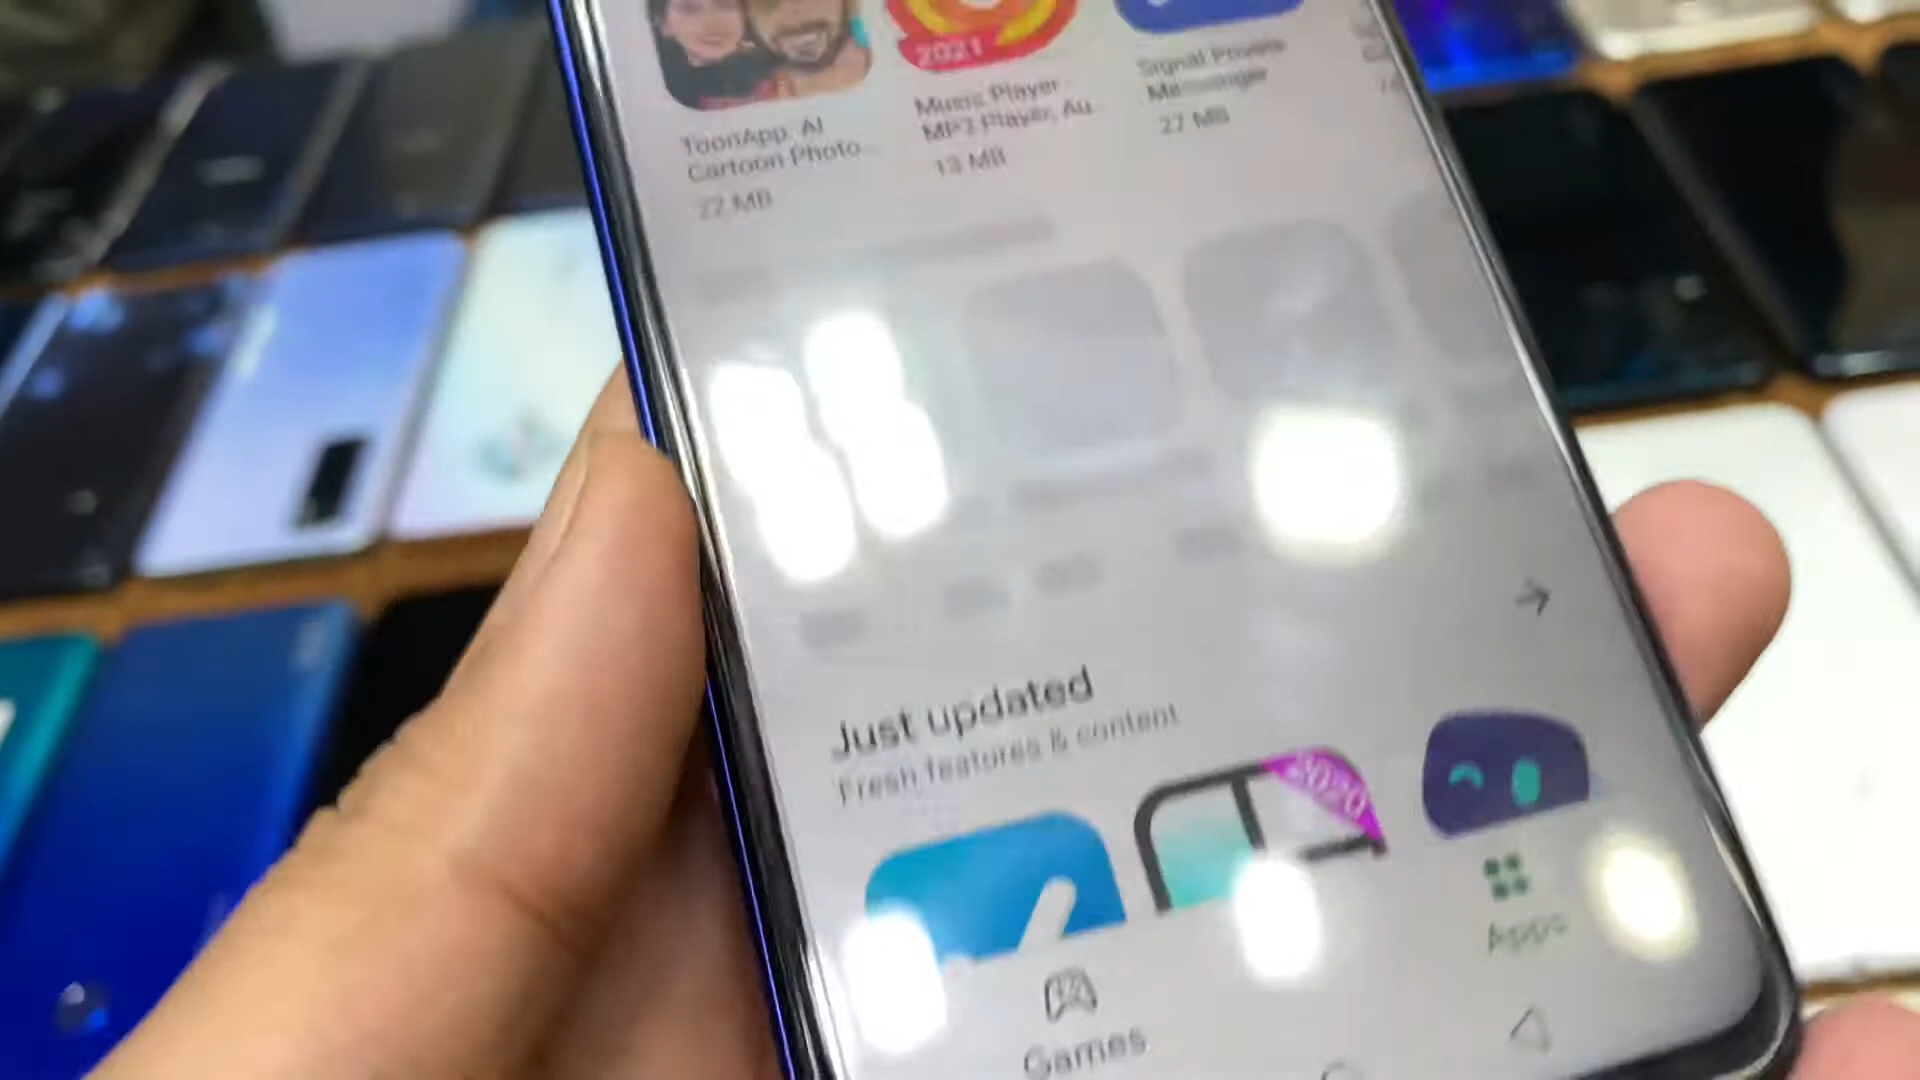 2021
ToonApp: AI
Cartoon Photo
22 MB
Music Player
MP3 Player, Au
13 MB
Signal Private
Messenger
27 MB
Just updated
Fresh features & content
2020
Games
Apps